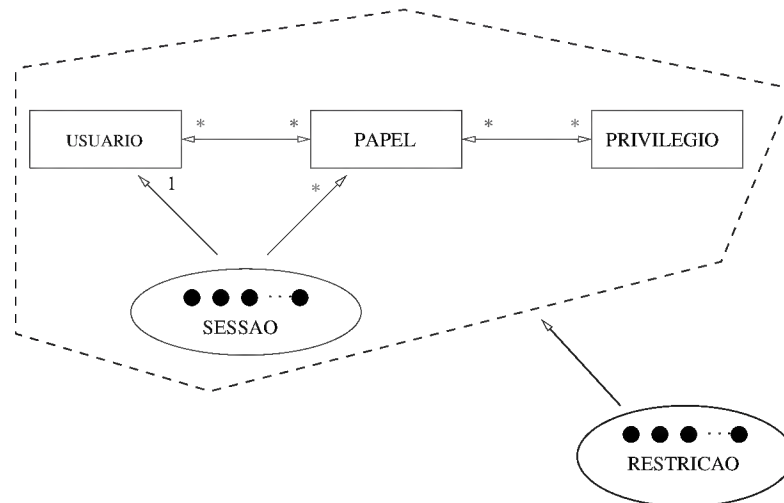 USUARIO * * PAPEL * * PRIVILEGIO
1 *
SESSAO
RESTRICAO